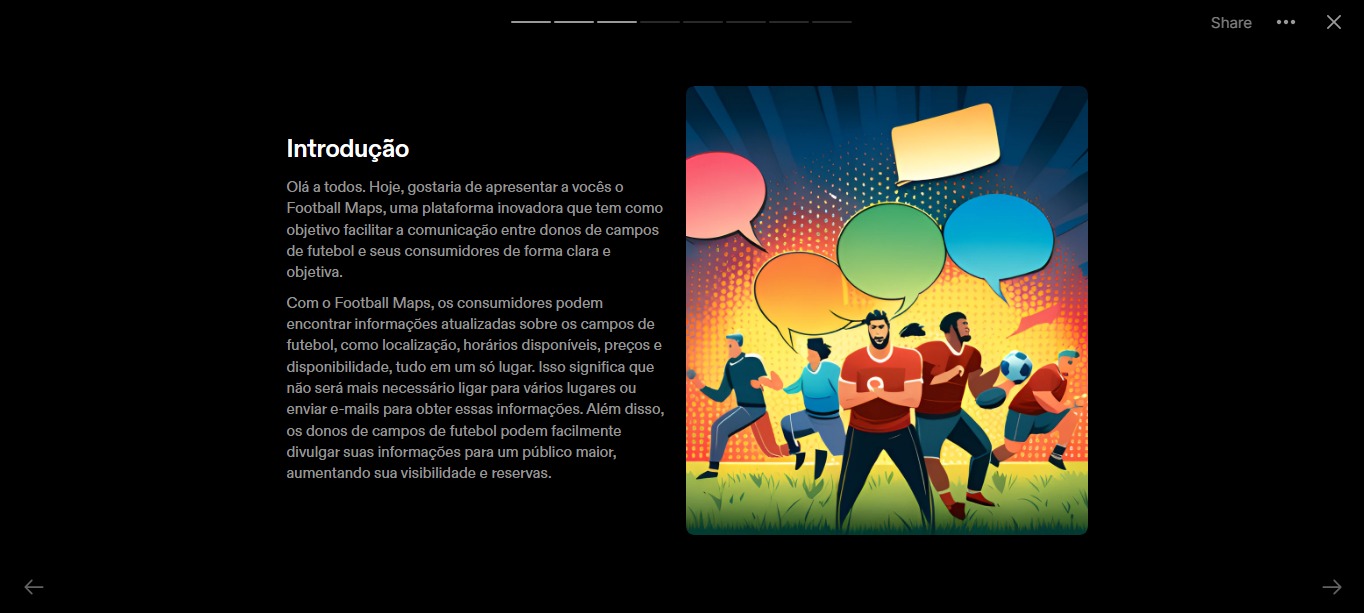 Share
Introdução
Olá a todos. Hoje, gostaria de apresentar a vocês o
Football Maps, uma plataforma inovadora que tem como
objetivo facilitar a comunicação entre donos de campos
de futebol e seus consumidores de forma clara e
objetiva.
Com o Football Maps, os consumidores podem
encontrar informações atualizadas sobre os campos de
futebol, como localização, horários disponíveis, preços e
disponibilidade, tudo em um só lugar. Isso significa que
não será mais necessário ligar para vários lugares ou
enviar e-mails para obter essas informações. Além disso,
os donos de campos de futebol podem facilmente
divulgar suas informações para um público maior,
aumentando sua visibilidade e reservas.